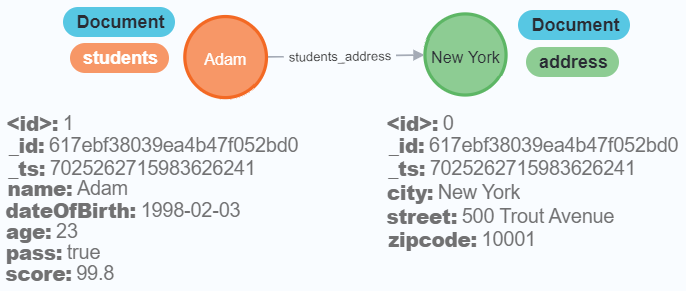 Document
students
Adam
students_address
New York
Document
address
<id>: 1
_id: 617ebf38039ea4b47f052bd0
_ts: 7025262715983626241
name: Adam
dateOfBirth: 1998-02-03
age: 23
pass: true
score: 99.8
<id>: 0
_id: 617ebf38039ea4b47f052bd0
_ts: 7025262715983626241
city: New York
street: 500 Trout Avenue
zipcode: 10001